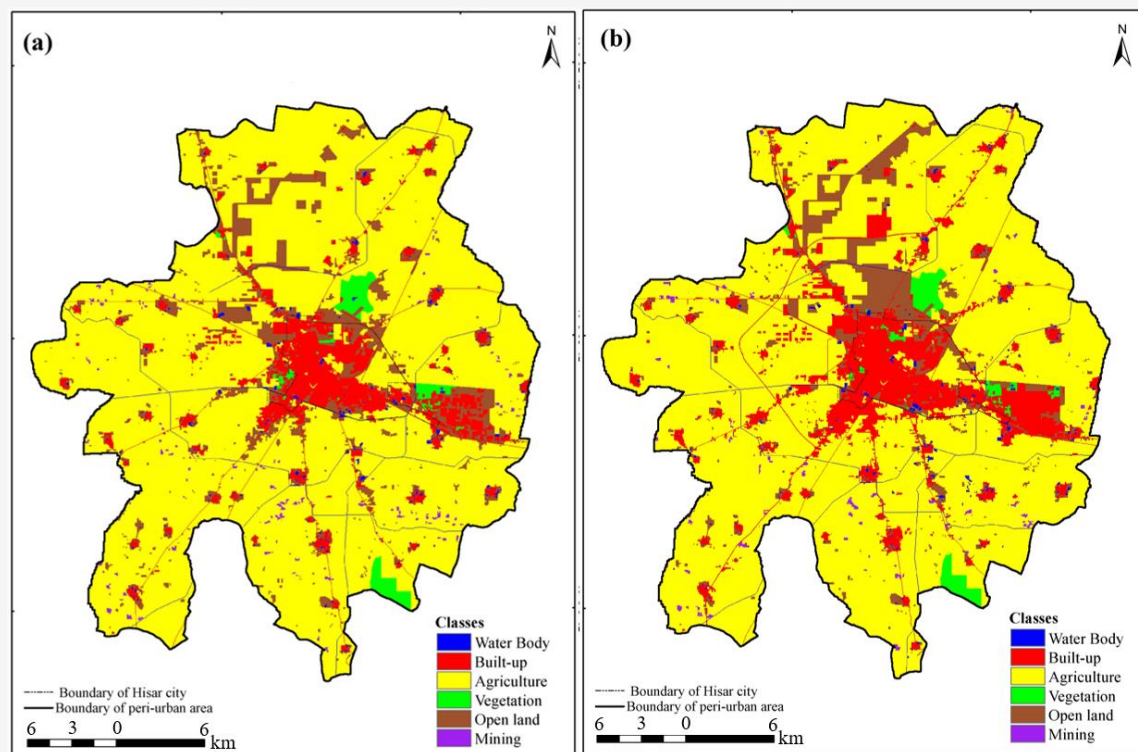 (a)
N
Classes
Water Body
Built-up
Agriculture
Vegetation
Open land
Mining
Boundary of Hisar city
Boundary of peri-urban area
6 3 0 6
km
(b)
N
Classes
Water Body
Built-up
Agriculture
Vegetation
Open land
Mining
Boundary of Hisar city
Boundary of peri-urban area
6 3 0 6
km